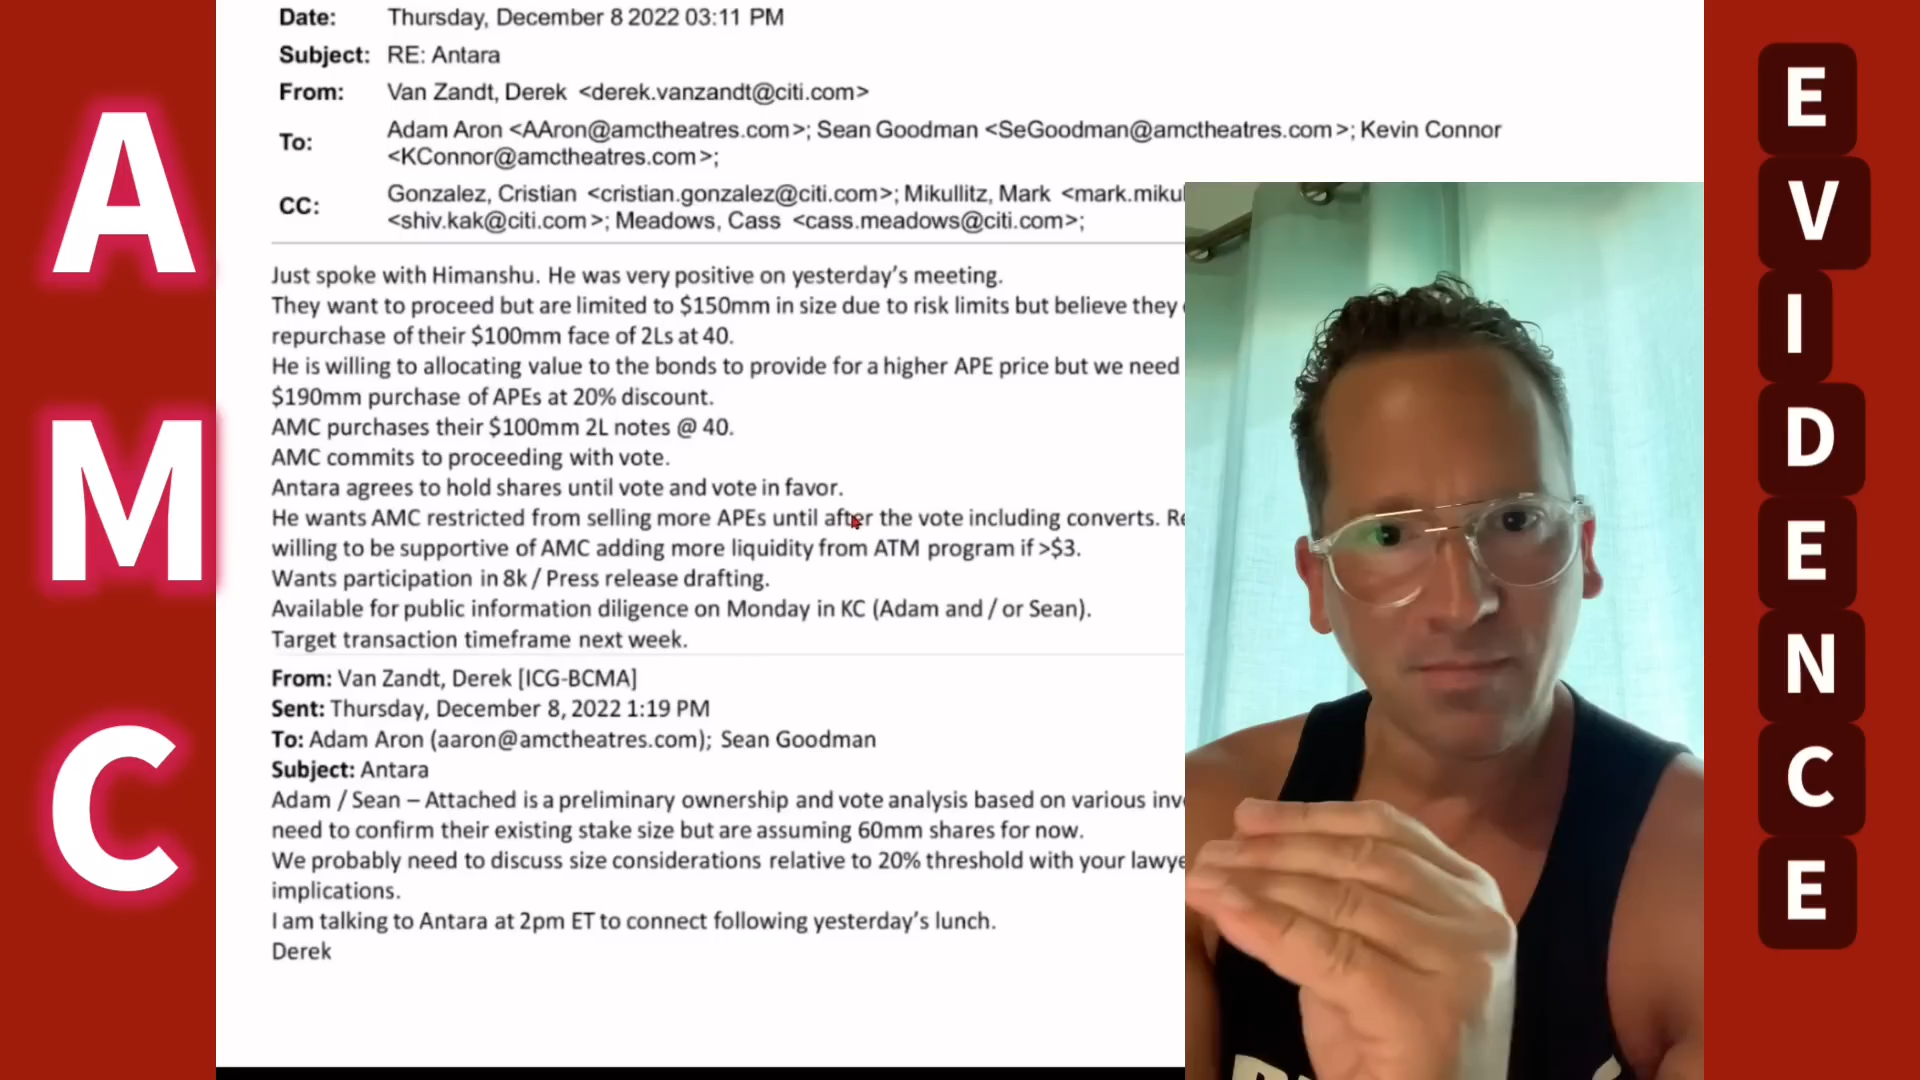 A
M
C
Date: Thursday, December 8 2022 03:11 PM
Subject: RE: Antara
From: Van Zandt, Derek <derek.vanzandt@citi.com>
To: Adam Aron <AAron@amctheatres.com>; Sean Goodman <SeGoodman@amctheatres.com>; Kevin Connor
<KConnor@amctheatres.com>;
CC: Gonzalez, Cristian <cristian.gonzalez@citi.com>; Mikullitz, Mark
<shiv.kak@citi.com>; Meadows, Cass <cass.meadows@citi.com>;
Just spoke with Himanshu. He was very positive on yesterday's meeting.
They want to proceed but are limited to $150mm in size due to risk limits but believe they
repurchase of their $100mm face of 2Ls at 40.
He is willing to allocating value to the bonds to provide for a higher APE price but we need
$190mm purchase of APEs at 20% discount.
AMC purchases their $100mm 2L notes @ 40.
AMC commits to proceeding with vote.
Antara agrees to hold shares until vote and vote in favor.
He wants AMC restricted from selling more APEs until after the vote including converts.
willing to be supportive of AMC adding more liquidity from ATM program if >$3.
Wants participation in 8k / Press release drafting.
Available for public information diligence on Monday in KC (Adam and / or Sean).
Target transaction timeframe next week.
From: Van Zandt, Derek [ICG-BCMA]
Sent: Thursday, December 8, 2022 1:19 PM
To: Adam Aron (aaron@amctheatres.com); Sean Goodman
Subject: Antara
Adam / Sean – Attached is a preliminary ownership and vote analysis based on various
need to confirm their existing stake size but are assuming 60mm shares for now.
We probably need to discuss size considerations relative to 20% threshold with your
implications.
I am talking to Antara at 2pm ET to connect following yesterday's lunch.
Derek
E
V
I
D
E
N
C
E